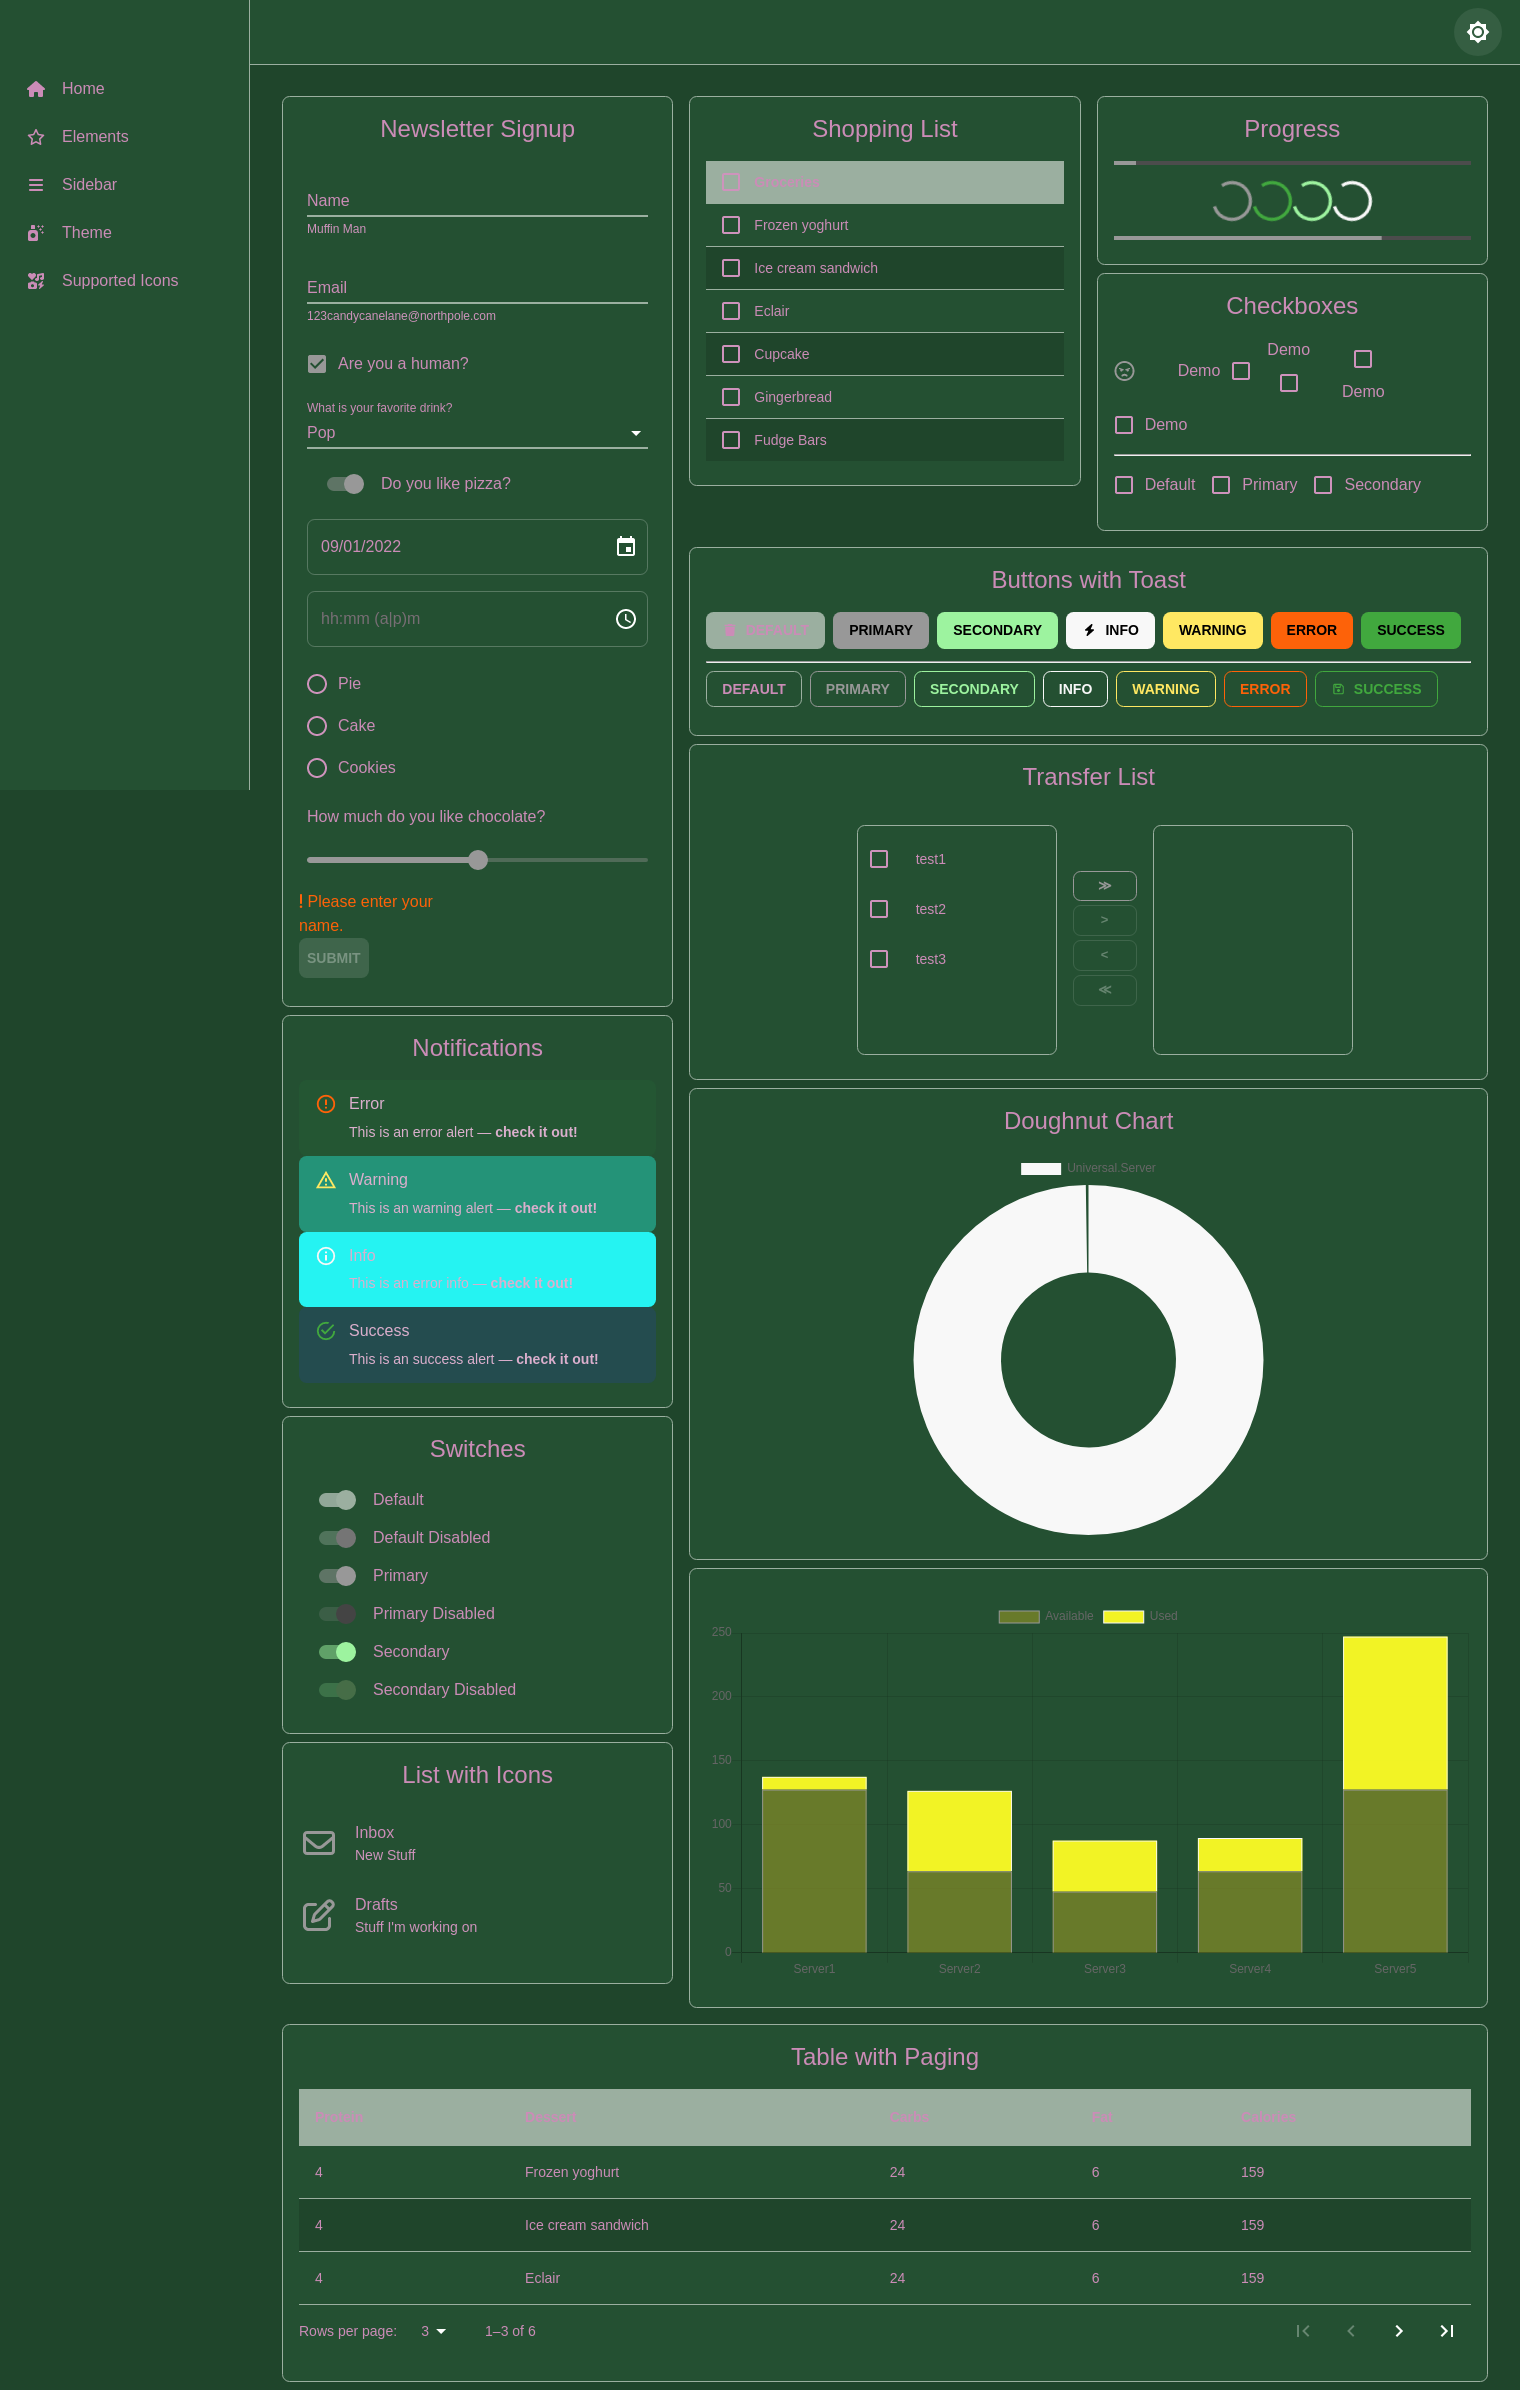 Home
Elements
Sidebar
Theme
Supported Icons
Newsletter Signup
Name
Muffin Man
Email
123candycanelane@northpole.com
Are you a human?
What is your favorite drink?
Pop
Do you like pizza?
09/01/2022
hh:mm (a|p)m
Pie
Cake
Cookies
How much do you like chocolate?
! Please enter your
name.
SUBMIT
Notifications
Error
This is an error alert — check it out!
Warning
This is an warning alert — check it out!
Info
This is an error info — check it out!
Success
This is an success alert — check it out!
Switches
Default
Default Disabled
Primary
Primary Disabled
Secondary
Secondary Disabled
List with Icons
Inbox
New Stuff
Drafts
Stuff I'm working on
Shopping List
Groceries
Frozen yoghurt
Ice cream sandwich
Eclair
Cupcake
Gingerbread
Fudge Bars
Progress
Checkboxes
Demo
Demo
Demo
Demo
Default Primary Secondary
Buttons with Toast
DEFAULT PRIMARY SECONDARY INFO WARNING ERROR SUCCESS
DEFAULT PRIMARY SECONDARY INFO WARNING ERROR SUCCESS
Transfer List
test1
test2
test3
≫
>
<
≪
Doughnut Chart
Universal.Server
Available Used
250
200
150
100
50
0
Server1 Server2 Server3 Server4 Server5
Table with Paging
Protein Dessert Carbs Fat Calories
4 Frozen yoghurt 24 6 159
4 Ice cream sandwich 24 6 159
4 Eclair 24 6 159
Rows per page: 3 1–3 of 6